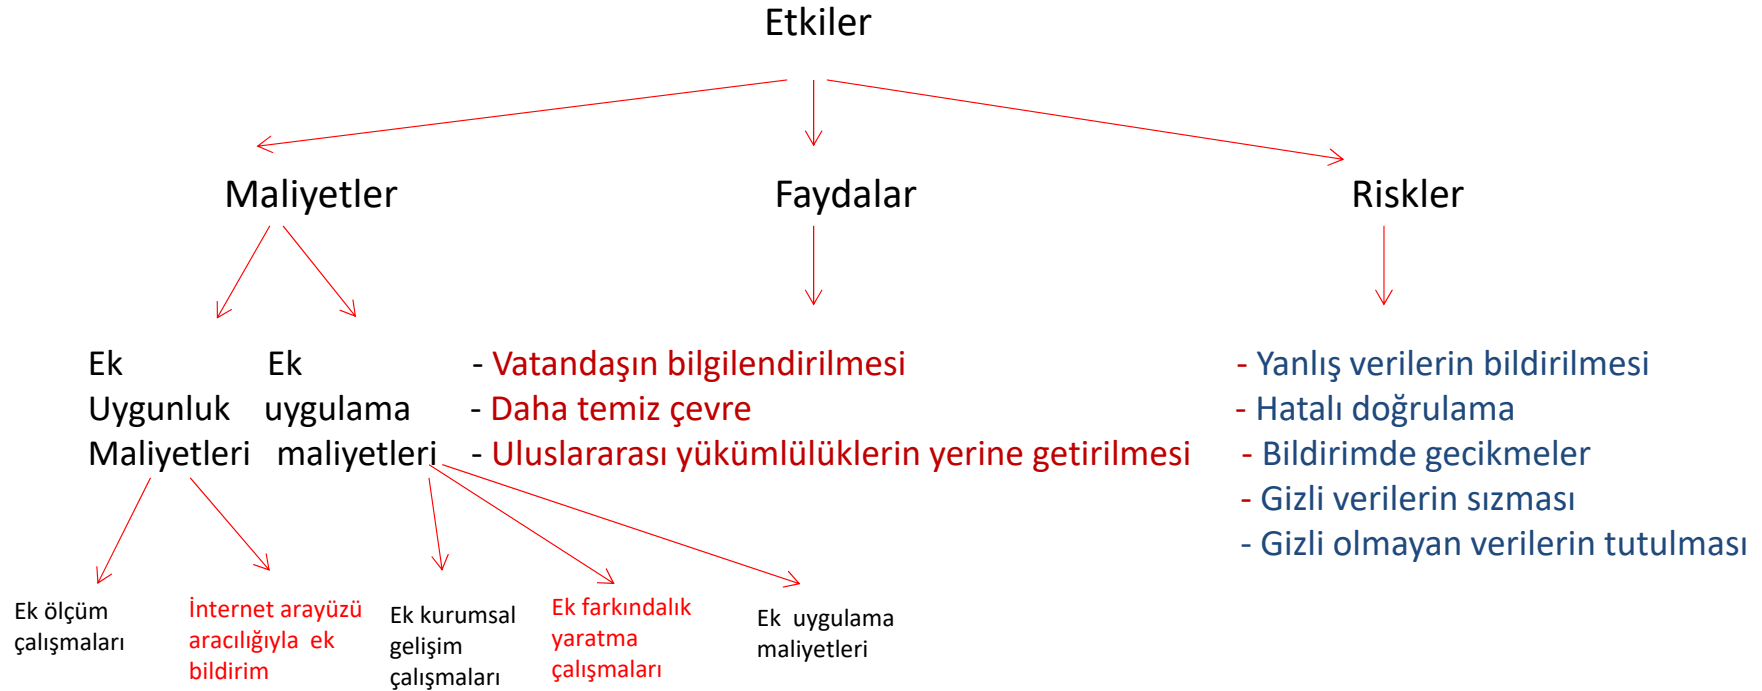 Etkiler
Maliyetler
Faydalar
Riskler
Ek
Uygunluk
Maliyetleri
Ek
uygulama
maliyetleri
- Vatandaşın bilgilendirilmesi
- Daha temiz çevre
- Uluslararası yükümlülüklerin yerine getirilmesi
- Yanlış verilerin bildirilmesi
- Hatalı doğrulama
- Bildirimde gecikmeler
- Gizli verilerin sızması
- Gizli olmayan verilerin tutulması
Ek ölçüm
çalışmaları
İnternet arayüzü
aracılığıyla ek
bildirim
Ek kurumsal
gelişim
çalışmaları
Ek farkındalık
yaratma
çalışmaları
Ek uygulama
maliyetleri